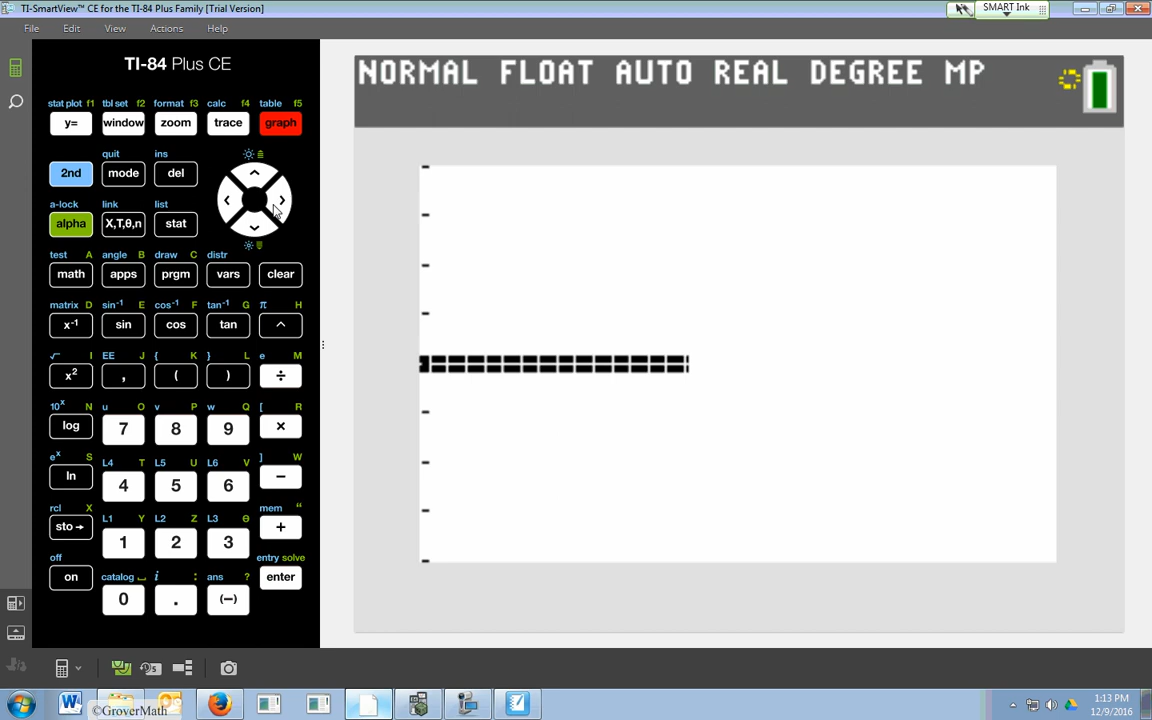 TI-SmartView™ CE for the TI-84 Plus Family [Trial Version]
SMART Ink
File Edit View Actions Help
TI-84 Plus CE
NORMAL FLOAT AUTO REAL DEGREE MP
stat plot f1 tbl set f2 format f3 calc f4 table f5
y= window zoom trace graph
quit ins
2nd mode del
a-lock link list
alpha X,T,θ,n stat
test A angle B draw C distr
math apps prgm vars clear
matrix D sin-1 E cos-1 F tan-1 G π H
x-1 sin cos tan ^
√ I EE J { K } L e M
x2 , ( ) ÷
10x N u O v P w Q [ R
log 7 8 9 ×
ex S L4 T L5 U L6 V ] W
ln 4 5 6 −
rcl X L1 Y L2 Z L3 θ mem “
sto→ 1 2 3 +
off catalog i : ans ? entry solve
on 0 . (−) enter
©GroverMath
1:13 PM
12/9/2016